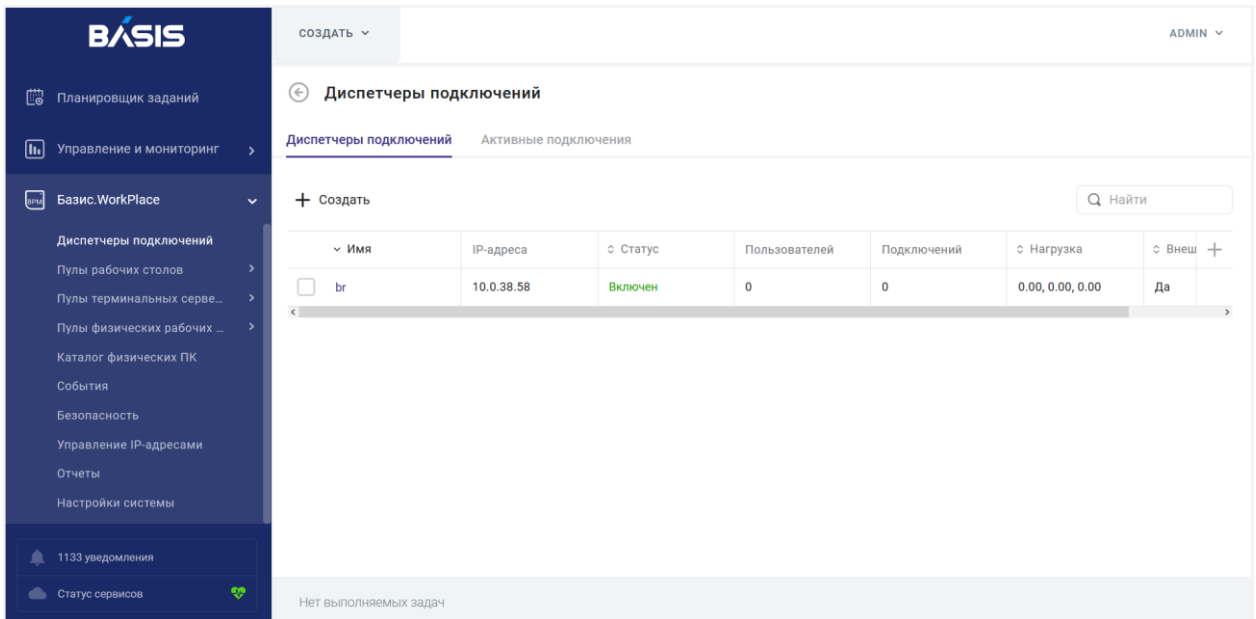 BASIS
СОЗДАТЬ
ADMIN
Планировщик заданий
Управление и мониторинг
BPM
Базис.WorkPlace
Диспетчеры подключений
Пулы рабочих столов
Пулы терминальных серве...
Пулы физических рабочих ...
Каталог физических ПК
События
Безопасность
Управление IP-адресами
Отчеты
Настройки системы
1133 уведомления
Статус сервисов
Диспетчеры подключений
Диспетчеры подключений Активные подключения
Создать
Найти
Имя IP-адреса Статус Пользователей Подключений Нагрузка Внеш
br 10.0.38.58 Включен 0 0 0.00, 0.00, 0.00 Да
Нет выполняемых задач